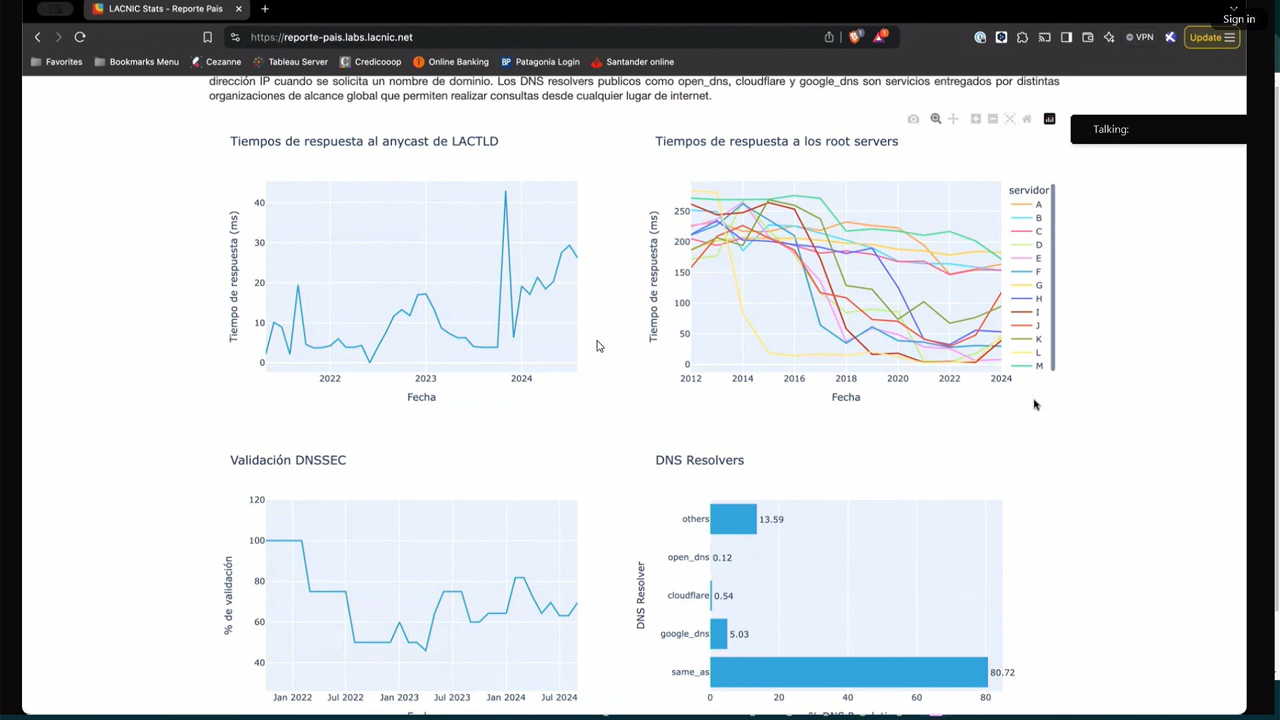 LACNIC Stats - Reporte Pais
Sign in
https://reporte-pais.labs.lacnic.net
VPN
Update
Favorites
Bookmarks Menu
Cezanne
Tableau Server
Credicooop
Online Banking
Patagonia Login
Santander online
dirección IP cuando se solicita un nombre de dominio. Los DNS resolvers publicos como open_dns, cloudflare y google_dns son servicios entregados por distintas
organizaciones de alcance global que permiten realizar consultas desde cualquier lugar de internet.
Talking:
Tiempos de respuesta al anycast de LACTLD
Tiempo de respuesta (ms)
40
30
20
10
0
2022
2023
2024
Fecha
Tiempos de respuesta a los root servers
Tiempo de respuesta (ms)
250
200
150
100
50
0
2012
2014
2016
2018
2020
2022
2024
Fecha
servidor
A
B
C
D
E
F
G
H
I
J
K
L
M
Validación DNSSEC
% de validación
120
100
80
60
40
Jan 2022
Jul 2022
Jan 2023
Jul 2023
Jan 2024
Jul 2024
DNS Resolvers
DNS Resolver
others
13.59
open_dns
0.12
cloudflare
0.54
google_dns
5.03
same_as
80.72
0
20
40
60
80